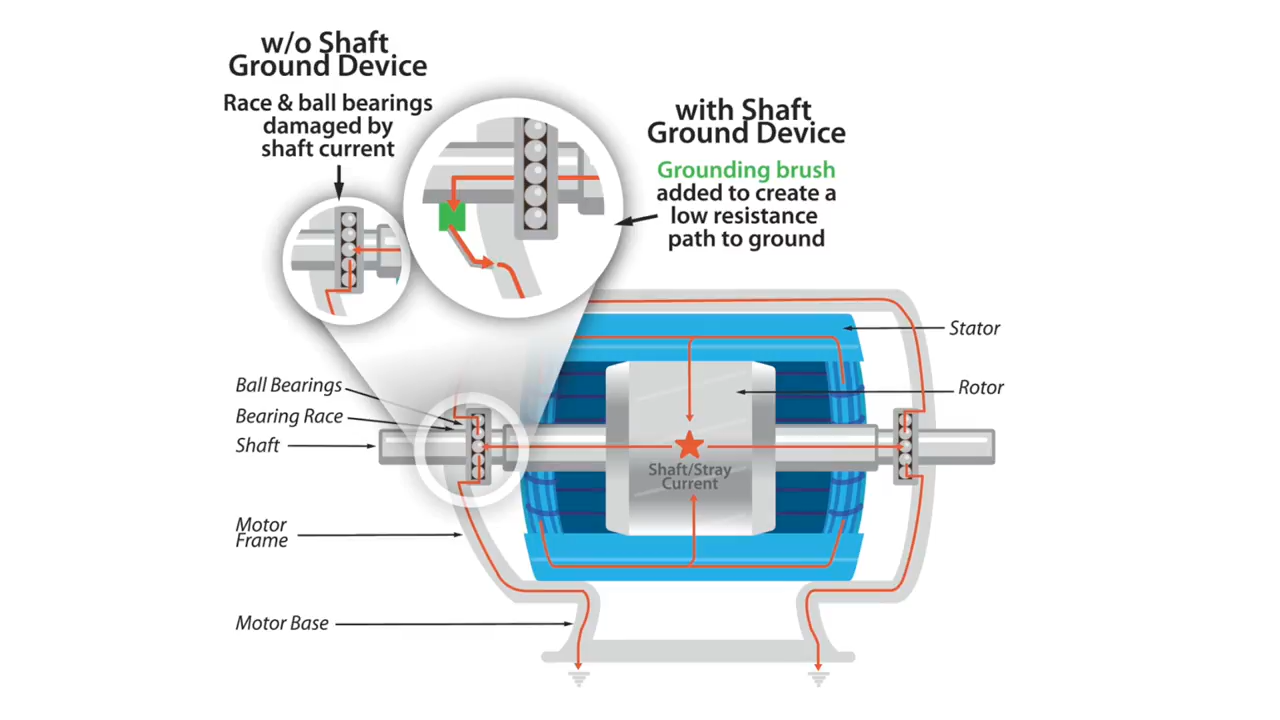 w/o Shaft
Ground Device
Race & ball bearings
damaged by
shaft current
with Shaft
Ground Device
Grounding brush
added to create a
low resistance
path to ground
Stator
Rotor
Ball Bearings
Bearing Race
Shaft
Shaft/Stray
Current
Motor
Frame
Motor Base